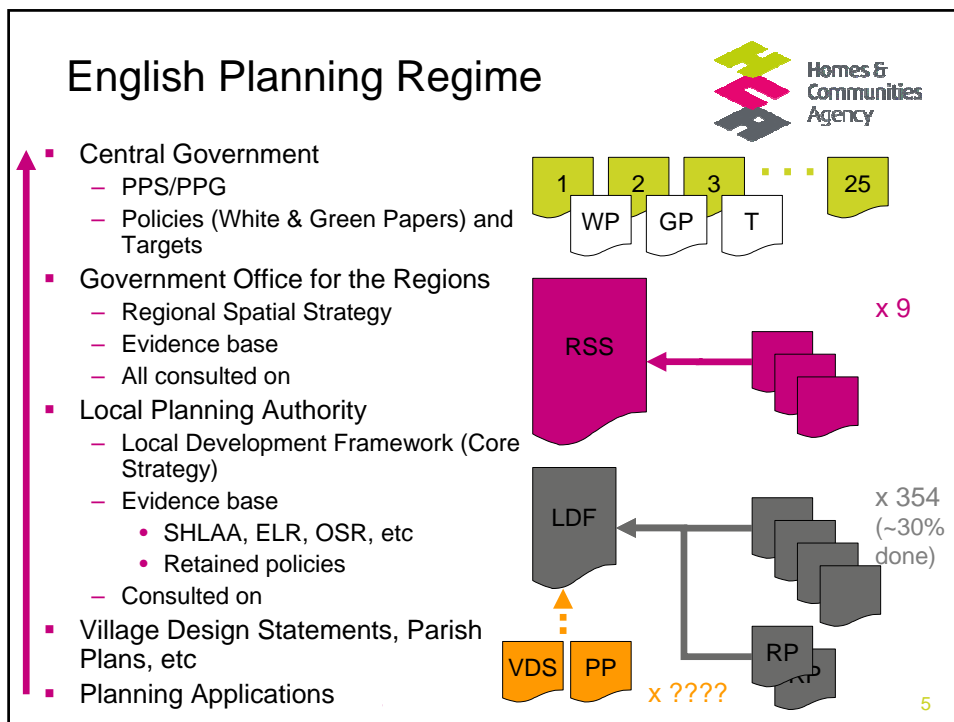 English Planning Regime
Homes &
Communities
Agency
▪ Central Government
– PPS/PPG
– Policies (White & Green Papers) and
Targets
▪ Government Office for the Regions
– Regional Spatial Strategy
– Evidence base
– All consulted on
▪ Local Planning Authority
– Local Development Framework (Core
Strategy)
– Evidence base
• SHLAA, ELR, OSR, etc
• Retained policies
– Consulted on
▪ Village Design Statements, Parish
Plans, etc
▪ Planning Applications
1 2 3 25
WP GP T
x 9
RSS
x 354
(~30%
done)
LDF
RP
RP
VDS PP
x ????
5